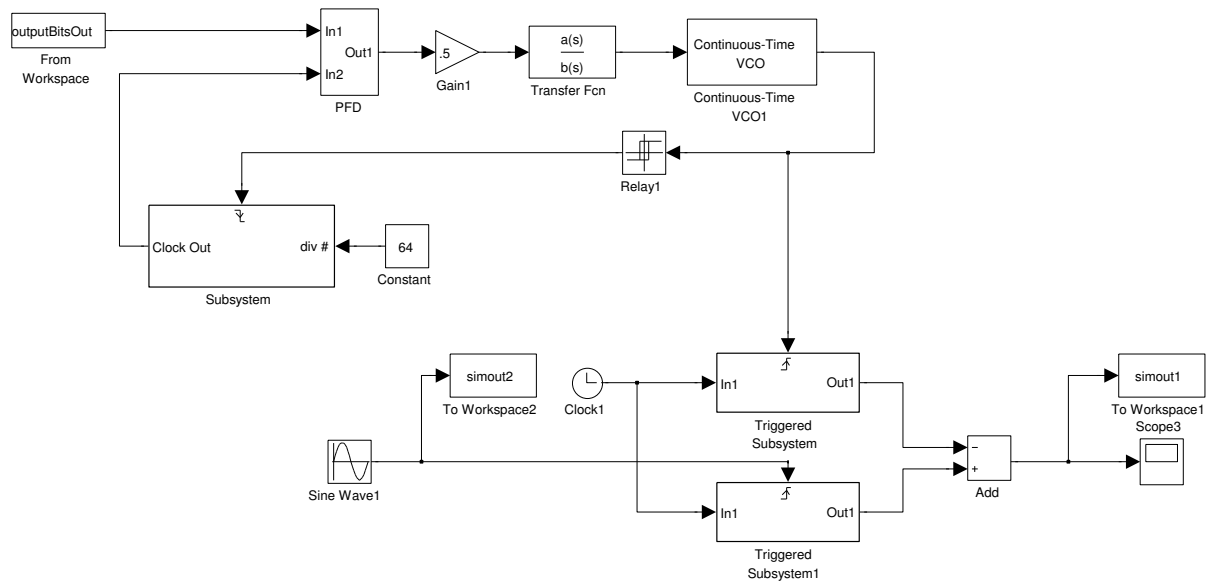 outputBitsOut
From
Workspace
In1
Out1
In2
PFD
.5
Gain1
a(s)
b(s)
Transfer Fcn
Continuous-Time
VCO
Continuous-Time
VCO1
Relay1
Clock Out
div #
Subsystem
64
Constant
simout2
To Workspace2
Clock1
In1
Out1
Triggered
Subsystem
simout1
To Workspace1
Scope3
Sine Wave1
−
+
Add
In1
Out1
Triggered
Subsystem1